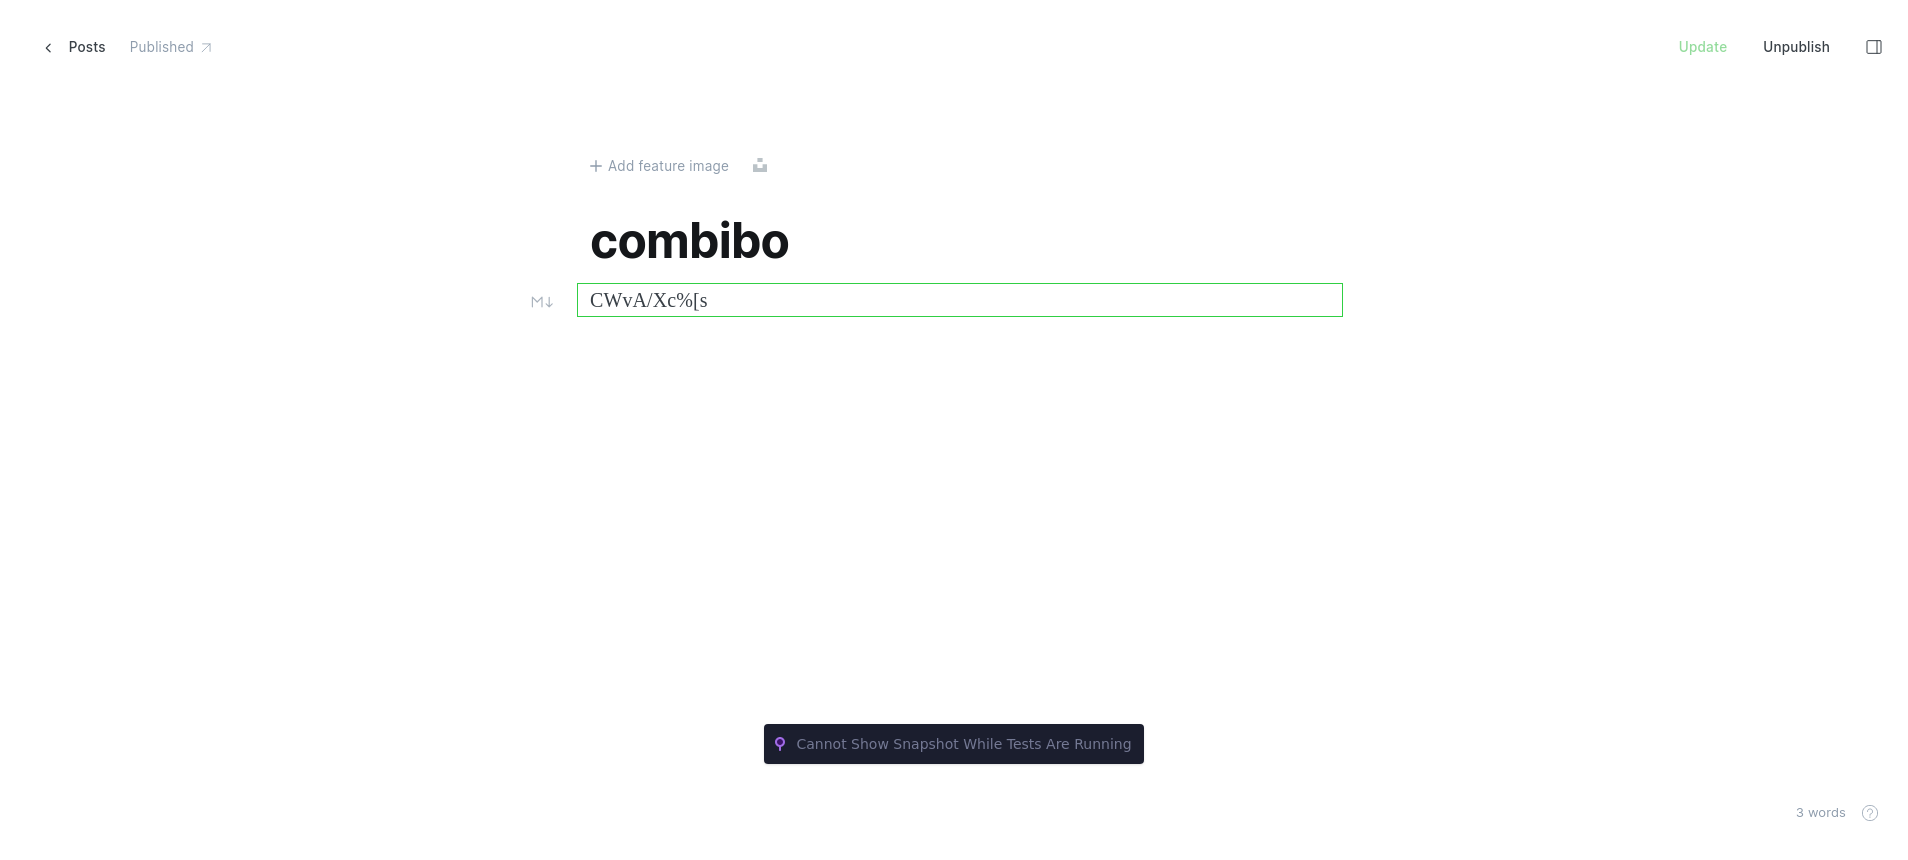 Posts
Published
Update
Unpublish
Add feature image
combibo
M↓
CWvA/Xc%[s
Cannot Show Snapshot While Tests Are Running
3 words
?